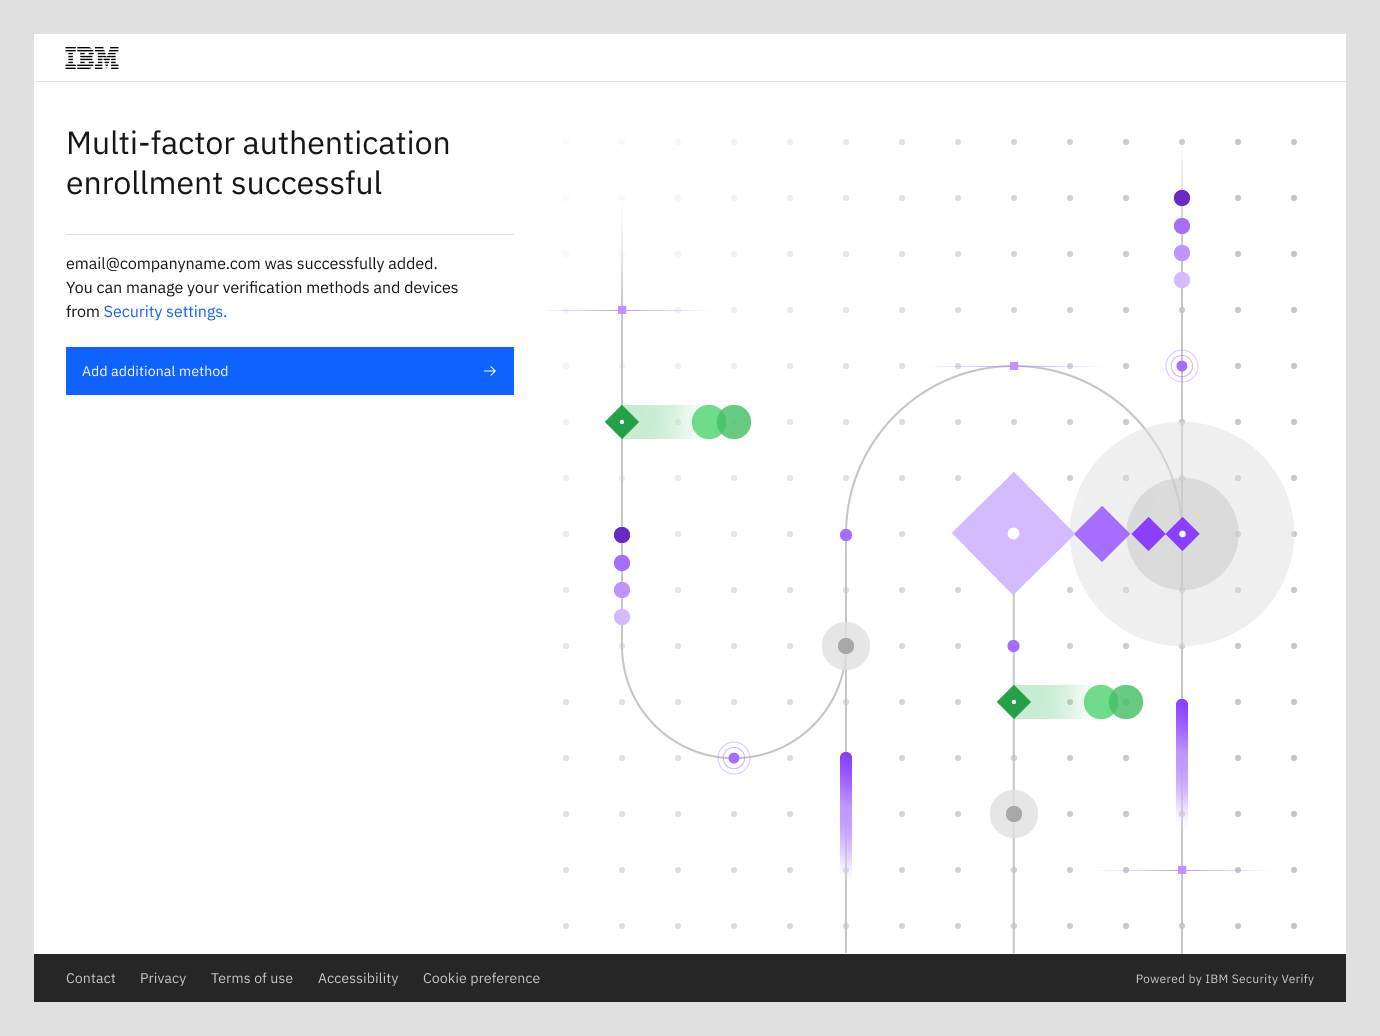 IBM
Multi-factor authentication
enrollment successful
email@companyname.com was successfully added.
You can manage your verification methods and devices
from Security settings.
Add additional method
Contact Privacy Terms of use Accessibility Cookie preference
Powered by IBM Security Verify